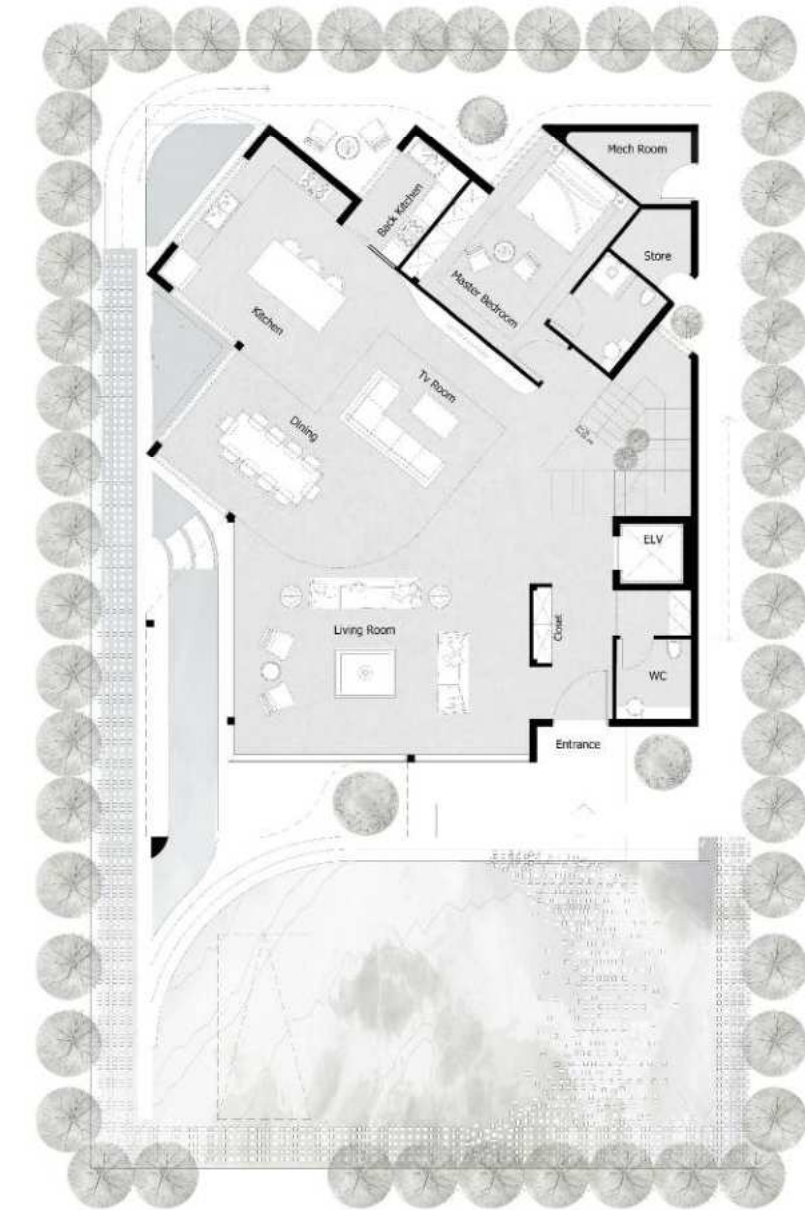 Mech Room
Back Kitchen
Store
Master Bedroom
Kitchen
Tv Room
Dining
ELV
Living Room
Closet
WC
Entrance